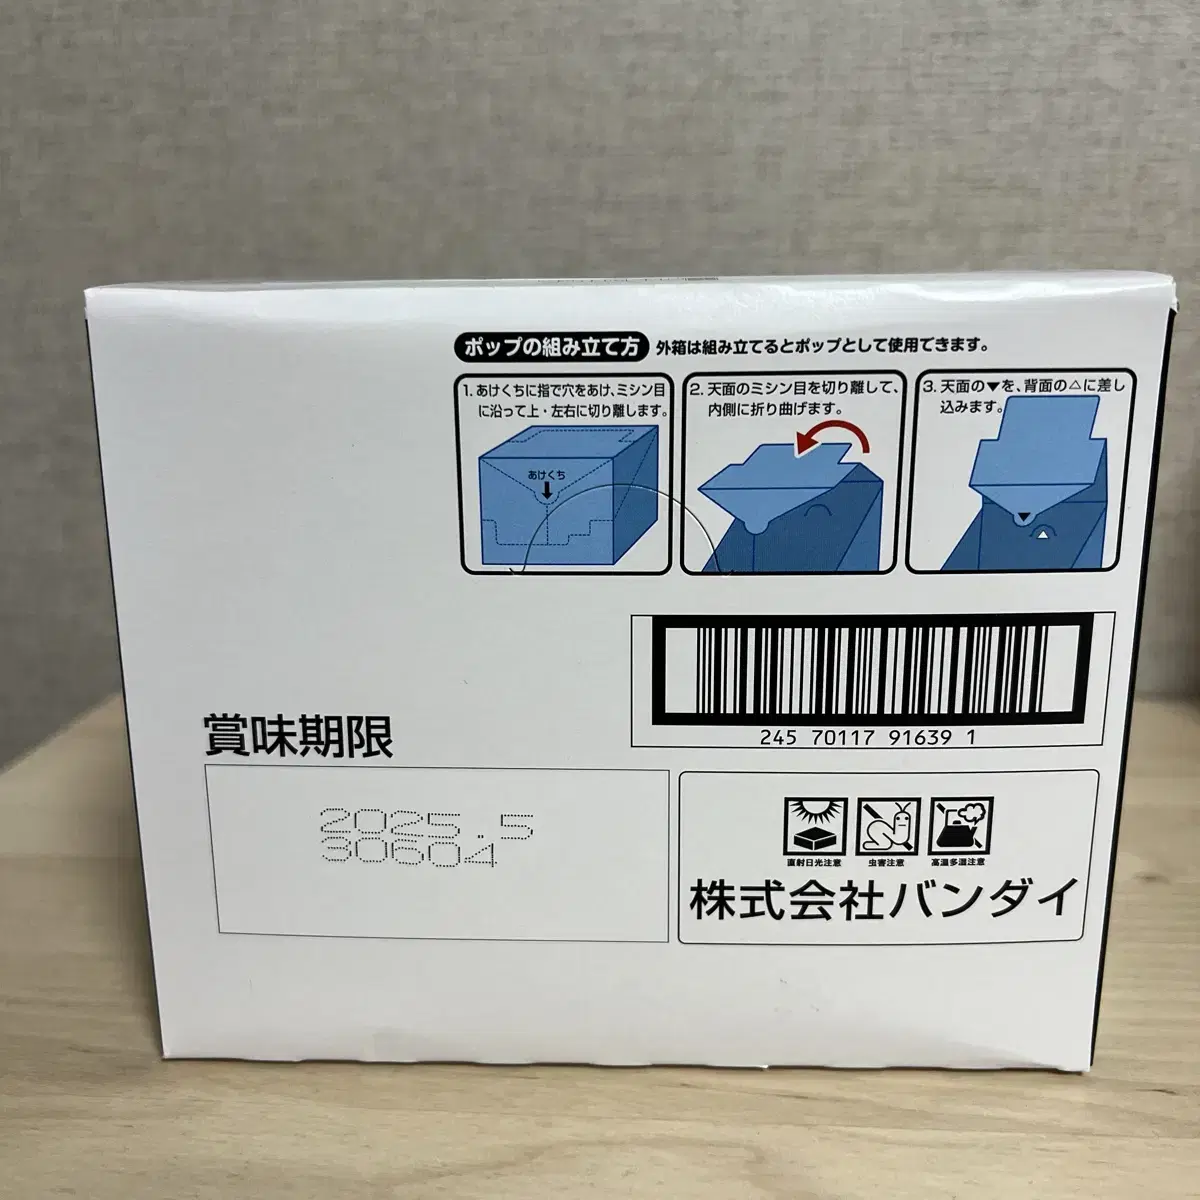 ポップの組み立て方 外箱は組み立てるとポップとして使用できます。
1. あけくちに指で穴をあけ、ミシン目
に沿って上・左右に切り離します。
あけくち
2. 天面のミシン目を切り離して、
内側に折り曲げます。
3. 天面の▼を、背面の△に差し
込みます。
245 70117 91639 1
賞味期限
2025.5
30604
直射日光注意
虫害注意
高温多湿注意
株式会社バンダイ